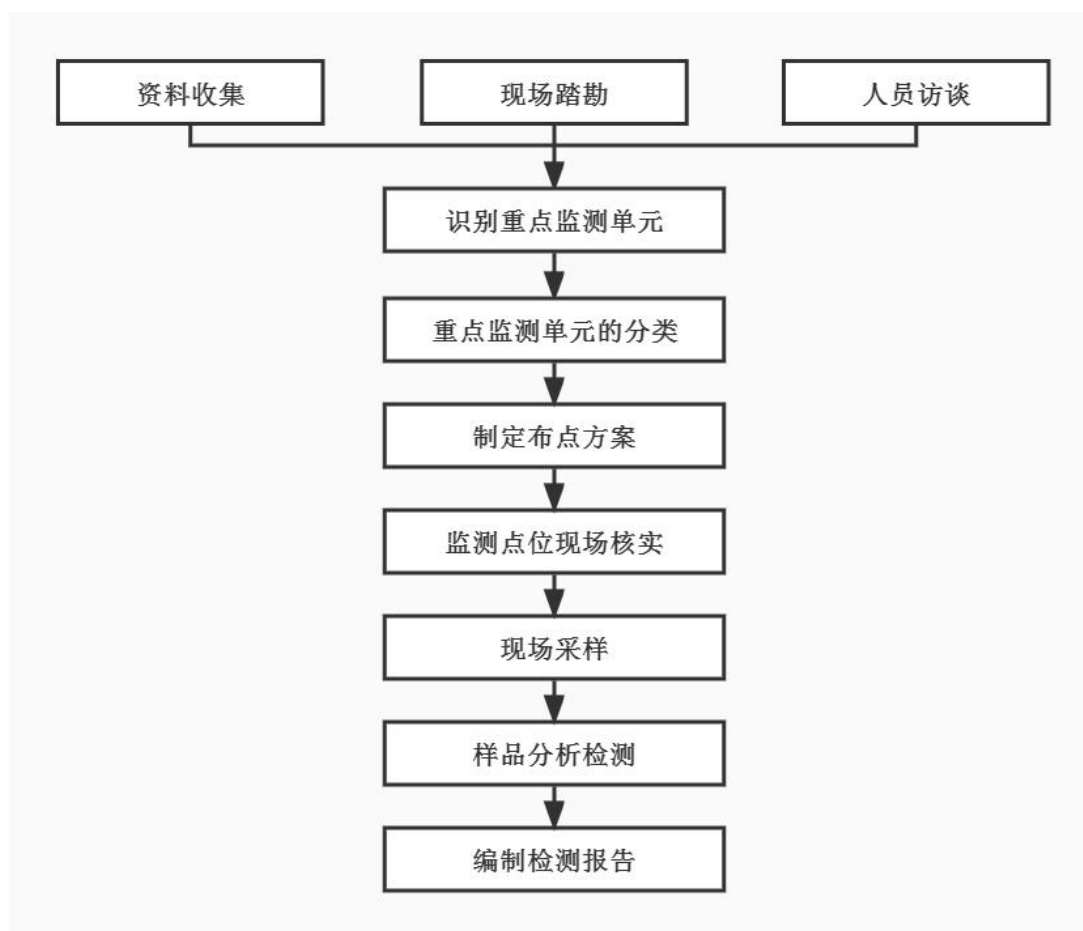 资料收集
现场踏勘
人员访谈
识别重点监测单元
重点监测单元的分类
制定布点方案
监测点位现场核实
现场采样
样品分析检测
编制检测报告